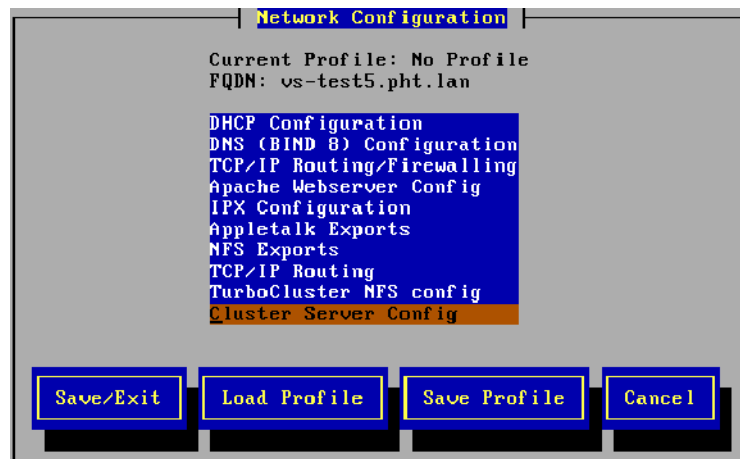 Network Configuration
Current Profile: No Profile
FQDN: vs-test5.pht.lan
DHCP Configuration
DNS (BIND 8) Configuration
TCP/IP Routing/Firewalling
Apache Webserver Config
IPX Configuration
Appletalk Exports
NFS Exports
TCP/IP Routing
TurboCluster NFS config
Cluster Server Config
Save/Exit Load Profile Save Profile Cancel